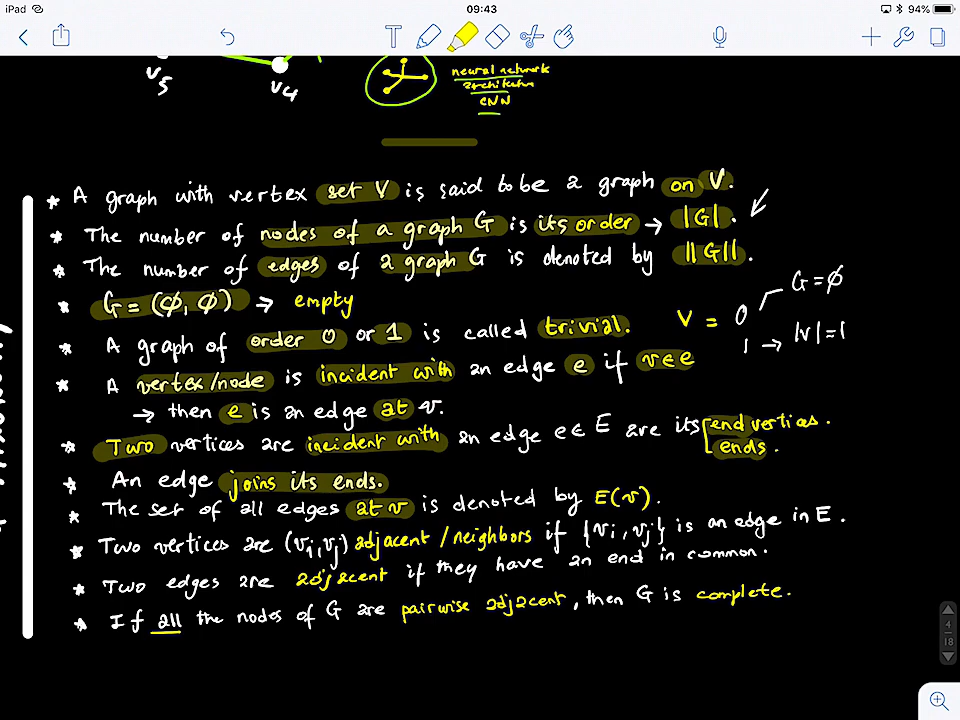 iPad
09:43
94%
v5
v4
neural network
architecture
CNN
* A graph with vertex set V is said to be a graph on V.
* The number of nodes of a graph G is its order → |G|.
* The number of edges of a graph G is denoted by ||G||.
* G = (∅, ∅) → empty
* A graph of order 0 or 1 is called trivial.
V = 0
G = ∅
1 → |V| = 1
* A vertex/node is incident with an edge e if v ∈ e
→ then e is an edge at v.
* Two vertices are incident with an edge e ∈ E are its end vertices.
ends.
* An edge joins its ends.
* The set of all edges at v is denoted by E(v).
* Two vertices are (vi, vj) adjacent/neighbors if {vi, vj} is an edge in E.
* Two edges are adjacent if they have an end in common.
* If all the nodes of G are pairwise adjacent, then G is complete.
4
18